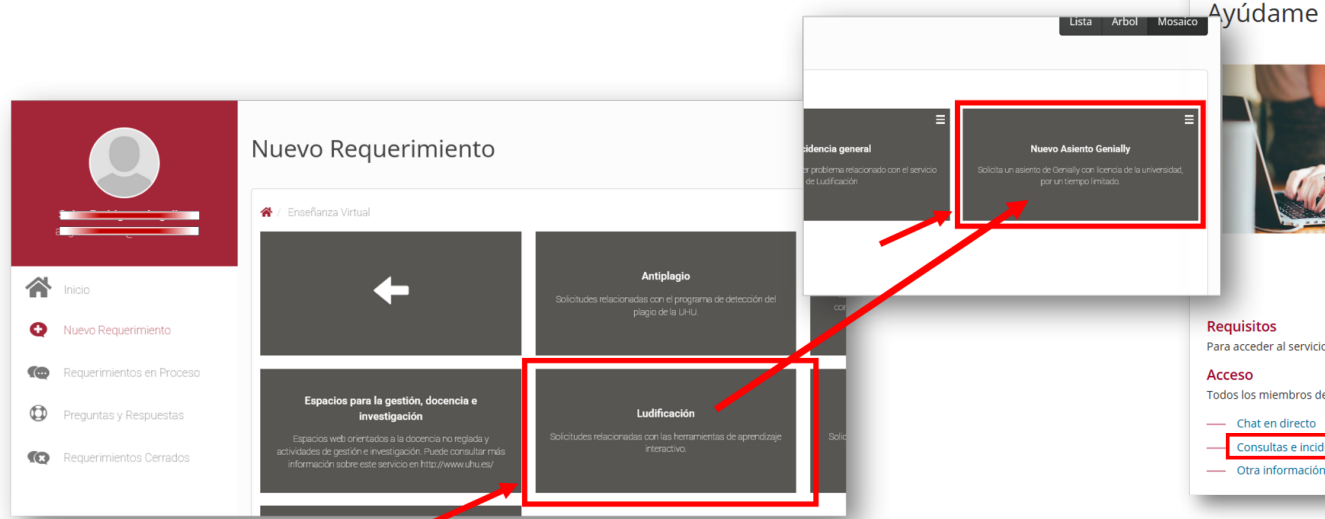 Ayúdame
Lista Arbol Mosaico
Nuevo Requerimiento
Enseñanza Virtual
Inicio
Nuevo Requerimiento
Requerimientos en Proceso
Preguntas y Respuestas
Requerimientos Cerrados
Antiplagio
Solicitudes relacionadas con el programa de detección del
plagio de la UHU.
Espacios para la gestión, docencia e
investigación
Espacios web orientados a la docencia no reglada y
actividades de gestión e investigación. Puede consultar más
información sobre este servicio en http://www.uhu.es/
Ludificación
Solicitudes relacionadas con las herramientas de aprendizaje
interactivo.
cidencia general
er problema relacionado con el servicio
de Ludificación
Nuevo Asiento Genially
Solicita un asiento de Genially con licencia de la universidad,
por un tiempo limitado.
Requisitos
Para acceder al servicio
Acceso
Todos los miembros de
Chat en directo
Consultas e incid
Otra información